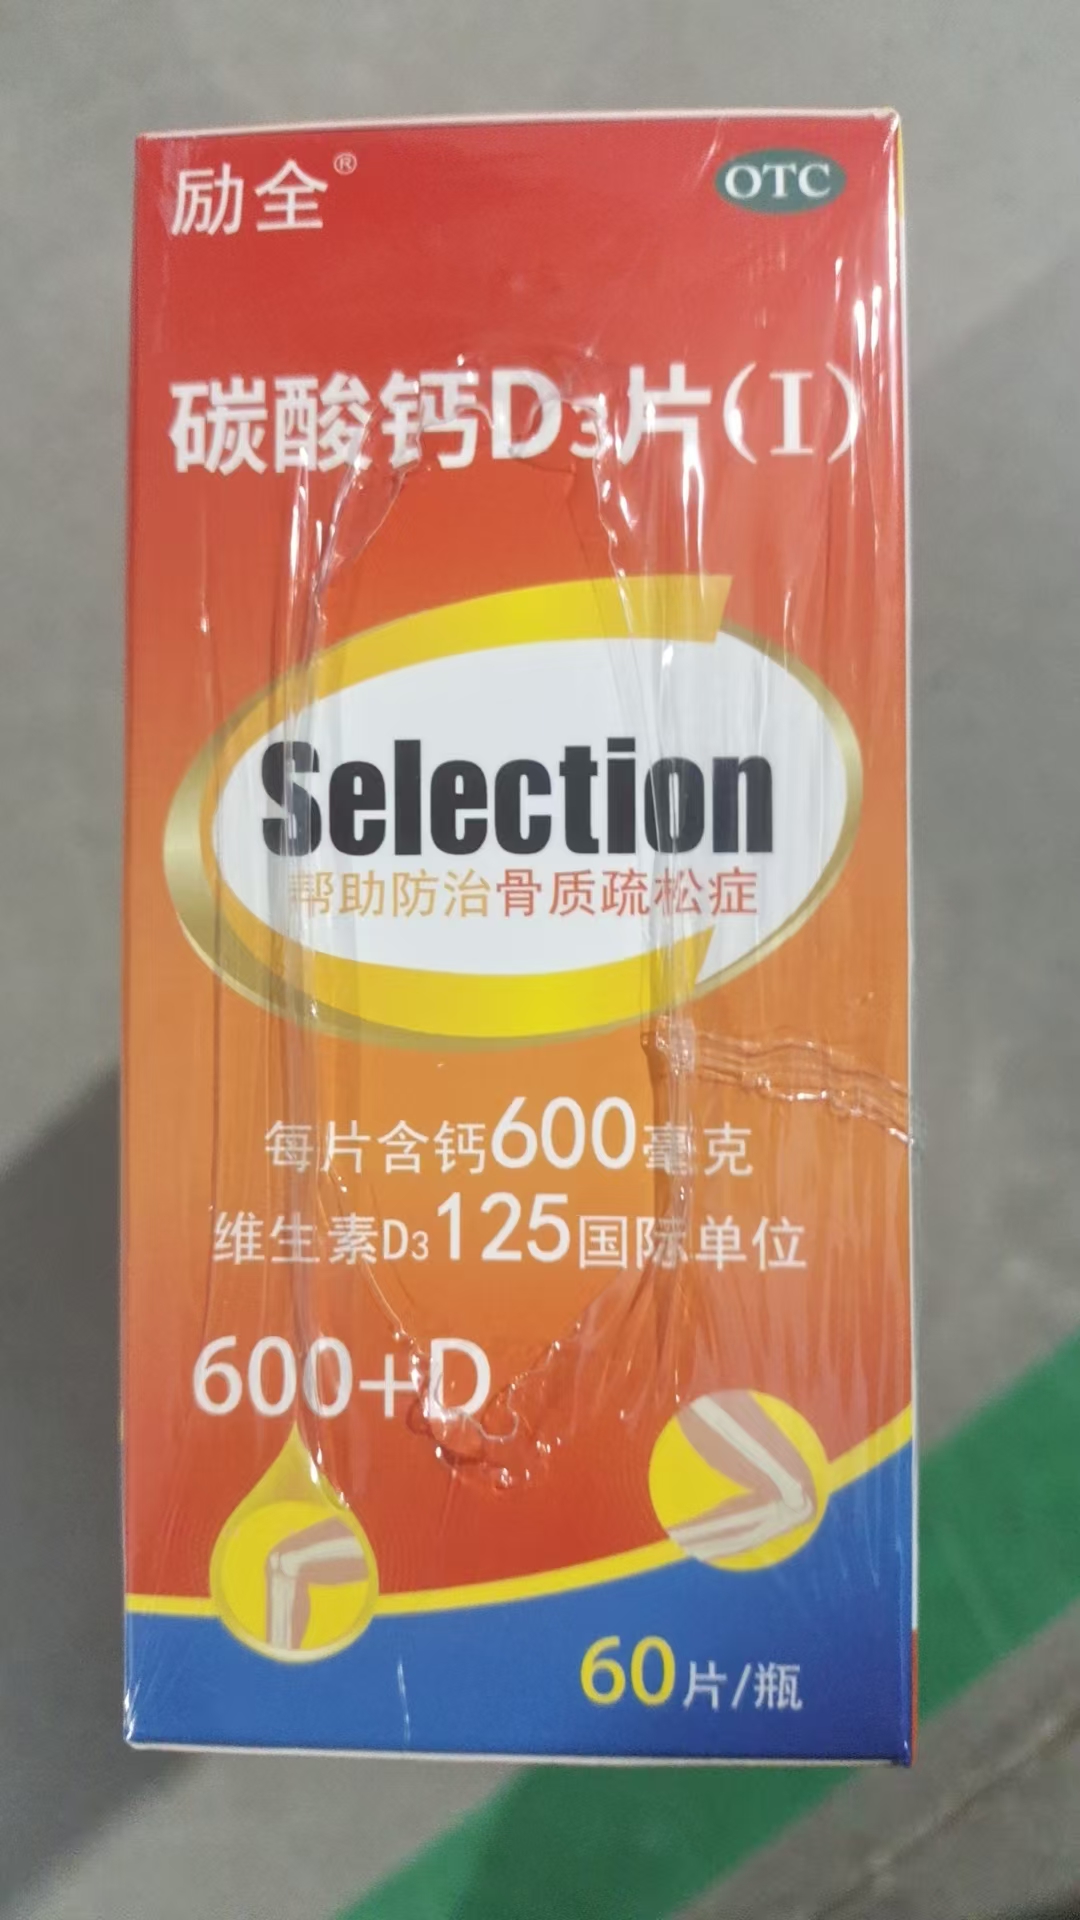 励全®
OTC
碳酸钙D3片(I)
Selection
帮助防治骨质疏松症
每片含钙600毫克
维生素D3125国际单位
600+D
60片/瓶